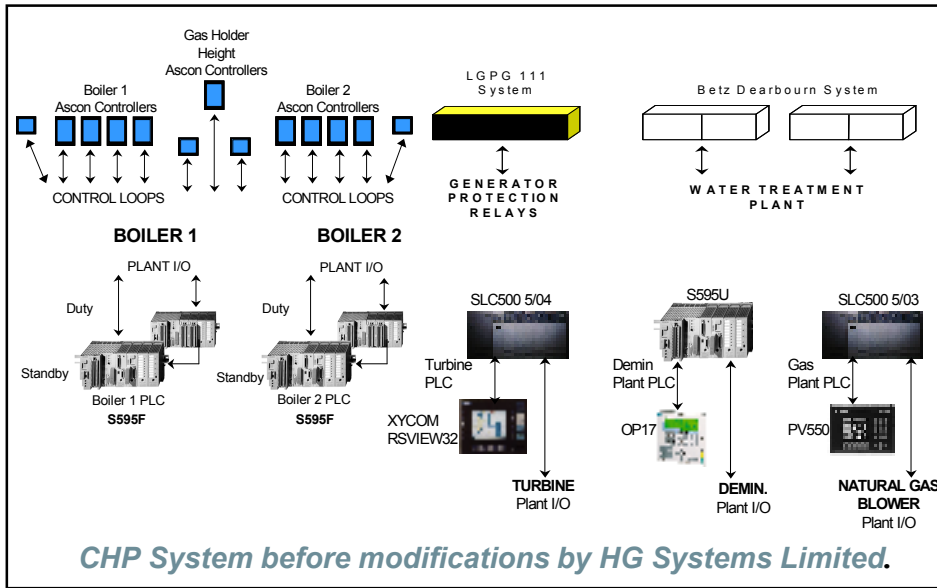 Gas Holder
Height
Ascon Controllers
Boiler 1
Ascon Controllers
Boiler 2
Ascon Controllers
LGPG 111
System
Betz Dearbourn System
CONTROL LOOPS
CONTROL LOOPS
GENERATOR
PROTECTION
RELAYS
WATER TREATMENT
PLANT
BOILER 1
BOILER 2
PLANT I/O
PLANT I/O
Duty
Duty
Standby
Standby
Boiler 1 PLC
S595F
Boiler 2 PLC
S595F
SLC500 5/04
Turbine
PLC
XYCOM
RSVIEW32
TURBINE
Plant I/O
S595U
Demin
Plant PLC
OP17
DEMIN.
Plant I/O
SLC500 5/03
Gas
Plant PLC
PV550
NATURAL GAS
BLOWER
Plant I/O
CHP System before modifications by HG Systems Limited.